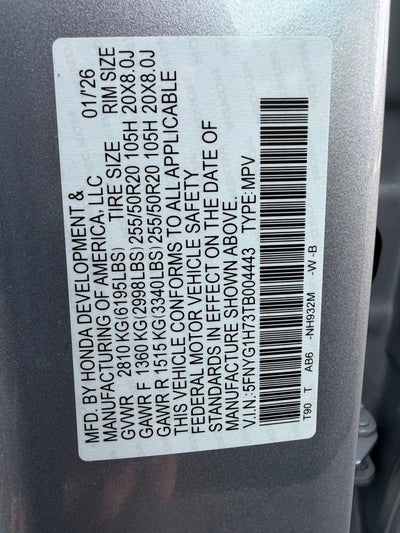 MFD. BY HONDA DEVELOPMENT & 01/26
MANUFACTURING OF AMERICA, LLC
TIRE SIZE RIM SIZE
GVWR 2810 KG(6195LBS)
GAWR F 1360 KG(2998LBS) 255/50R20 105H 20X8.0J
GAWR R 1515 KG(3340LBS) 255/50R20 105H 20X8.0J
THIS VEHICLE CONFORMS TO ALL APPLICABLE
FEDERAL MOTOR VEHICLE SAFETY
STANDARDS IN EFFECT ON THE DATE OF
MANUFACTURE SHOWN ABOVE.
V.I.N.:5FNYG1H73TB004443 TYPE:MPV
T90 T AB6 -NH932M -W -B